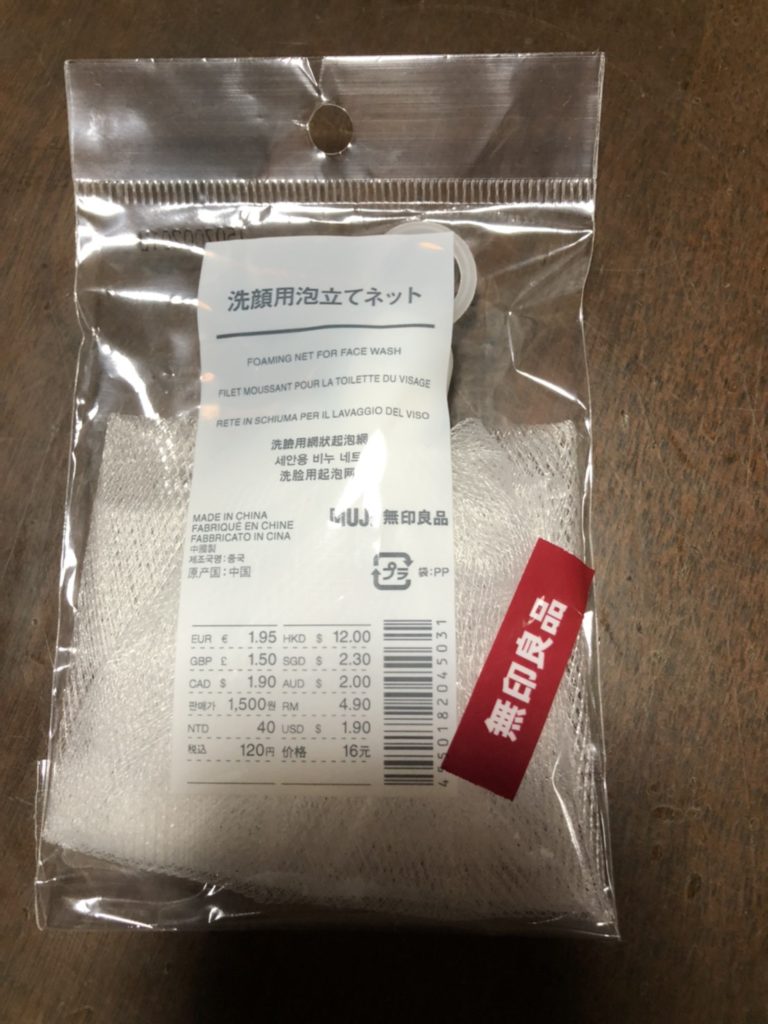 洗顔用泡立てネット
FOAMING NET FOR FACE WASH
FILET MOUSSANT POUR LA TOILETTE DU VISAGE
RETE IN SCHIUMA PER IL LAVAGGIO DEL VISO
洗臉用網狀起泡網
세안용 비누 네트
洗脸用起泡网
MADE IN CHINA
FABRIQUÉ EN CHINE
FABBRICATO IN CINA
中國製
제조국명:중국
原产国:中国
MUJI 無印良品
プラ 袋:PP
EUR € 1.95 HKD $ 12.00
GBP £ 1.50 SGD $ 2.30
CAD $ 1.90 AUD $ 2.00
판매가 1,500원 RM 4.90
NTD 40 USD $ 1.90
税込 120円 价格 16元
無印良品